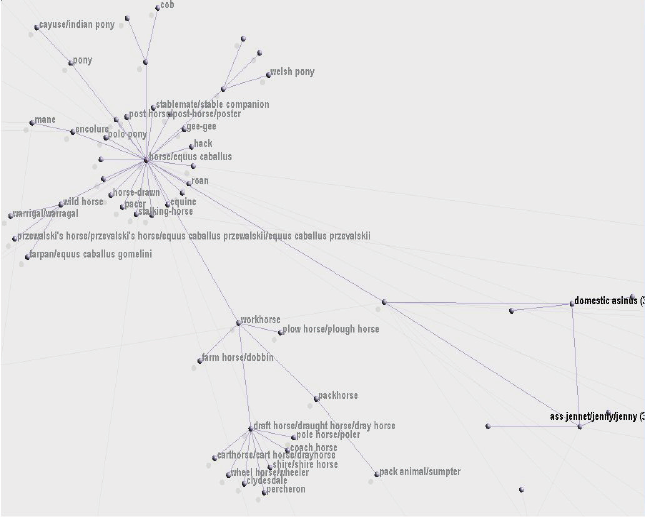 cob
cayuse/indian pony
pony
welsh pony
stablemate/stable companion
post horse/post-horse/poster
mane
encolure
polo pony
gee-gee
hack
horse/equus caballus
roan
horse-drawn
wild horse
pacer
equine
stalking-horse
warrigal/warragal
przewalski's horse/przevalski's horse/equus caballus przewalskii/equus caballus przevalskii
tarpan/equus caballus gomelini
domestic asinus (3
workhorse
plow horse/plough horse
farm horse/dobbin
packhorse
ass jennet/jenny/jenny (3
draft horse/draught horse/dray horse
pole horse/poler
coach horse
carthorse/cart horse/drayhorse
shire/shire horse
wheel horse/wheeler
pack animal/sumpter
clydesdale
percheron